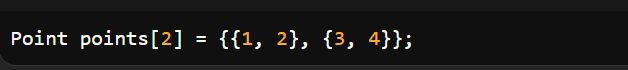 Point points[2] = {{1, 2}, {3, 4}};